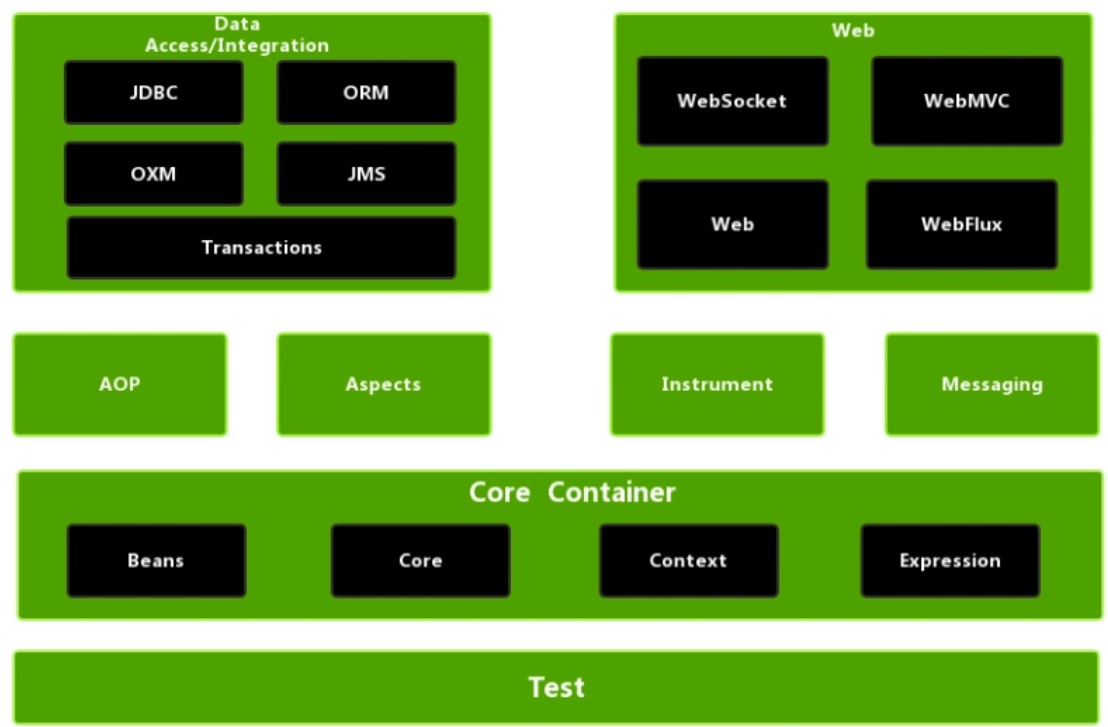 Data
Access/Integration
JDBC
ORM
OXM
JMS
Transactions
Web
WebSocket
WebMVC
Web
WebFlux
AOP
Aspects
Instrument
Messaging
Core Container
Beans
Core
Context
Expression
Test